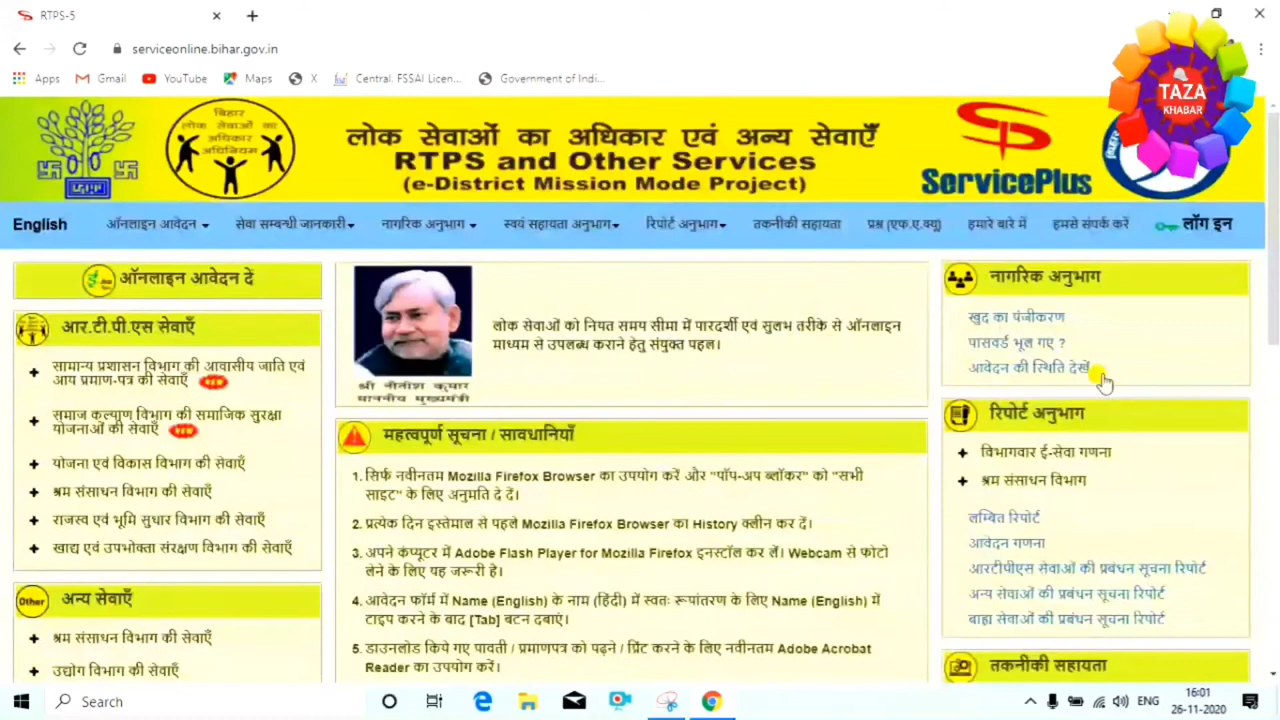 RTPS-5
serviceonline.bihar.gov.in
Apps
Gmail
YouTube
Maps
X
Central. FSSAI Licen...
Government of Indi...
TAZA
KHABAR
बिहार
लोक सेवाओं का
अधिकार
अधिनियम
लोक सेवाओं का अधिकार एवं अन्य सेवाएँ
RTPS and Other Services
(e-District Mission Mode Project)
ServicePlus
English
ऑनलाइन आवेदन
सेवा सम्बन्धी जानकारी
नागरिक अनुभाग
स्वयं सहायता अनुभाग
रिपोर्ट अनुभाग
तकनीकी सहायता
प्रश्न (एफ.ए.क्यू)
हमारे बारे में
हमसे संपर्क करें
लॉग इन
ऑनलाइन आवेदन दें
आर.टी.पी.एस सेवाएँ
सामान्य प्रशासन विभाग की आवासीय जाति एवं
आय प्रमाण-पत्र की सेवाएँ NEW
समाज कल्याण विभाग की समाजिक सुरक्षा
योजनाओं की सेवाएँ NEW
योजना एवं विकास विभाग की सेवाएँ
श्रम संसाधन विभाग की सेवाएँ
राजस्व एवं भूमि सुधार विभाग की सेवाएँ
खाद्य एवं उपभोक्ता संरक्षण विभाग की सेवाएँ
Other
अन्य सेवाएँ
श्रम संसाधन विभाग की सेवाएँ
उद्योग विभाग की सेवाएँ
श्री नीतीश कुमार
माननीय मुख्यमंत्री
लोक सेवाओं को नियत समय सीमा में पारदर्शी एवं सुलभ तरीके से ऑनलाइन
माध्यम से उपलब्ध कराने हेतु संयुक्त पहल।
महत्वपूर्ण सूचना / सावधानियाँ
1. सिर्फ नवीनतम Mozilla Firefox Browser का उपयोग करें और "पॉप-अप ब्लॉकर" को "सभी
साइट" के लिए अनुमति दे दें।
2. प्रत्येक दिन इस्तेमाल से पहले Mozilla Firefox Browser का History क्लीन कर दें।
3. अपने कंप्यूटर में Adobe Flash Player for Mozilla Firefox इनस्टॉल कर लें। Webcam से फोटो
लेने के लिए यह जरूरी है।
4. आवेदन फॉर्म में Name (English) के नाम (हिंदी) में स्वतः रूपांतरण के लिए Name (English) में
टाइप करने के बाद [Tab] बटन दबाएं।
5. डाउनलोड किये गए पावती / प्रमाणपत्र को पढ़ने / प्रिंट करने के लिए नवीनतम Adobe Acrobat
Reader का उपयोग करें।
नागरिक अनुभाग
खुद का पंजीकरण
पासवर्ड भूल गए ?
आवेदन की स्थिति देखें
रिपोर्ट अनुभाग
विभागवार ई-सेवा गणना
श्रम संसाधन विभाग
लम्बित रिपोर्ट
आवेदन गणना
आरटीपीएस सेवाओं की प्रबंधन सूचना रिपोर्ट
अन्य सेवाओं की प्रबंधन सूचना रिपोर्ट
बाह्य सेवाओं की प्रबंधन सूचना रिपोर्ट
तकनीकी सहायता
Search
ENG
16:01
26-11-2020